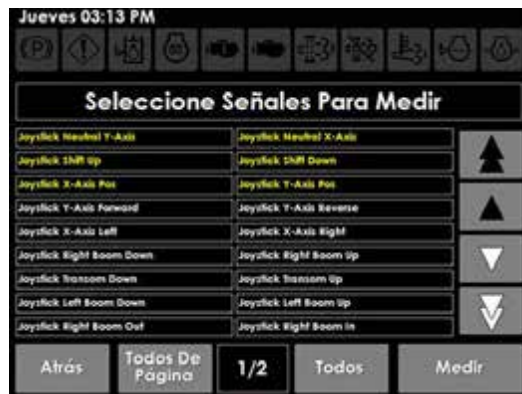 Jueves 03:13 PM
Seleccione Señales Para Medir
Joystick Neutral Y-Axis
Joystick Neutral X-Axis
Joystick Shift Up
Joystick Shift Down
Joystick X-Axis Pos
Joystick Y-Axis Pos
Joystick Y-Axis Forward
Joystick Y-Axis Reverse
Joystick X-Axis Left
Joystick X-Axis Right
Joystick Right Boom Down
Joystick Right Boom Up
Joystick Transom Down
Joystick Transom Up
Joystick Left Boom Down
Joystick Left Boom Up
Joystick Right Boom Out
Joystick Right Boom In
Atrás
Todos De
Página
1/2
Todos
Medir